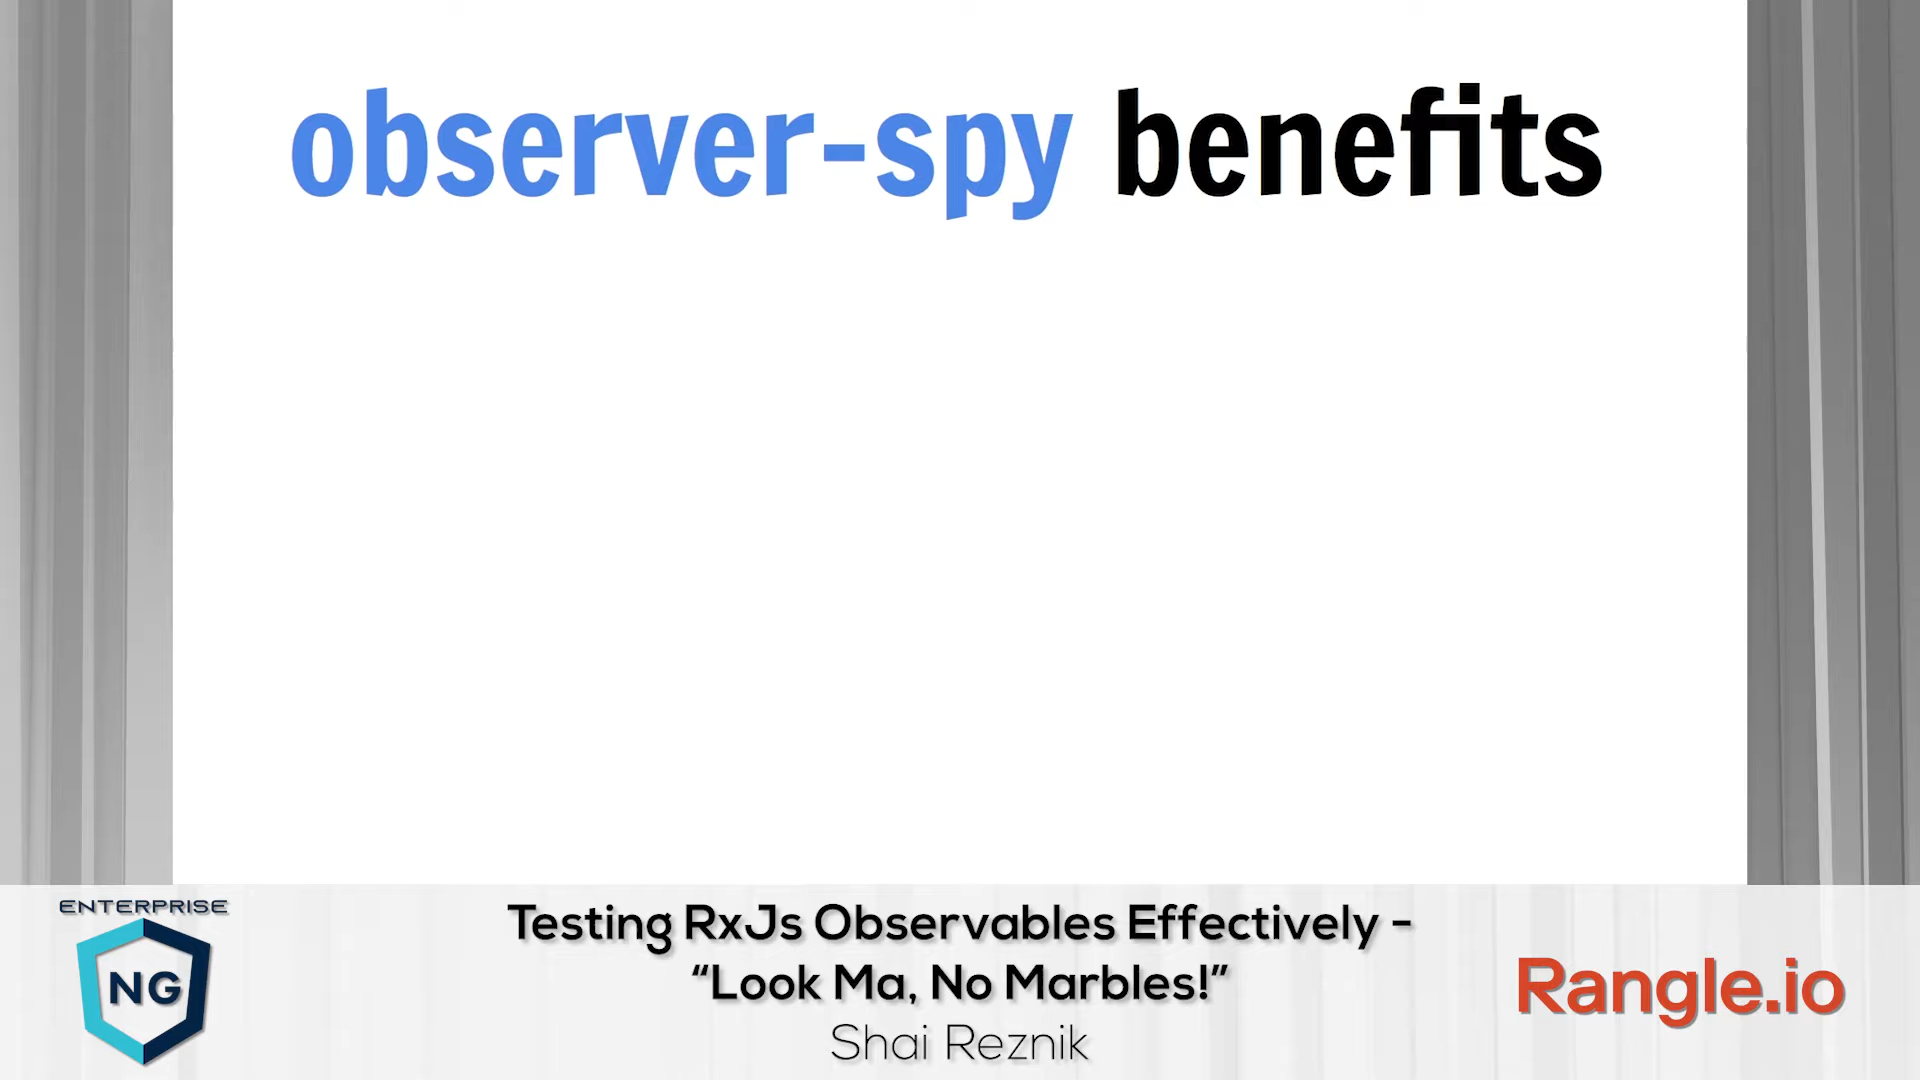 observer-spy benefits
ENTERPRISE
NG
Testing RxJs Observables Effectively -
“Look Ma, No Marbles!”
Shai Reznik
Rangle.io